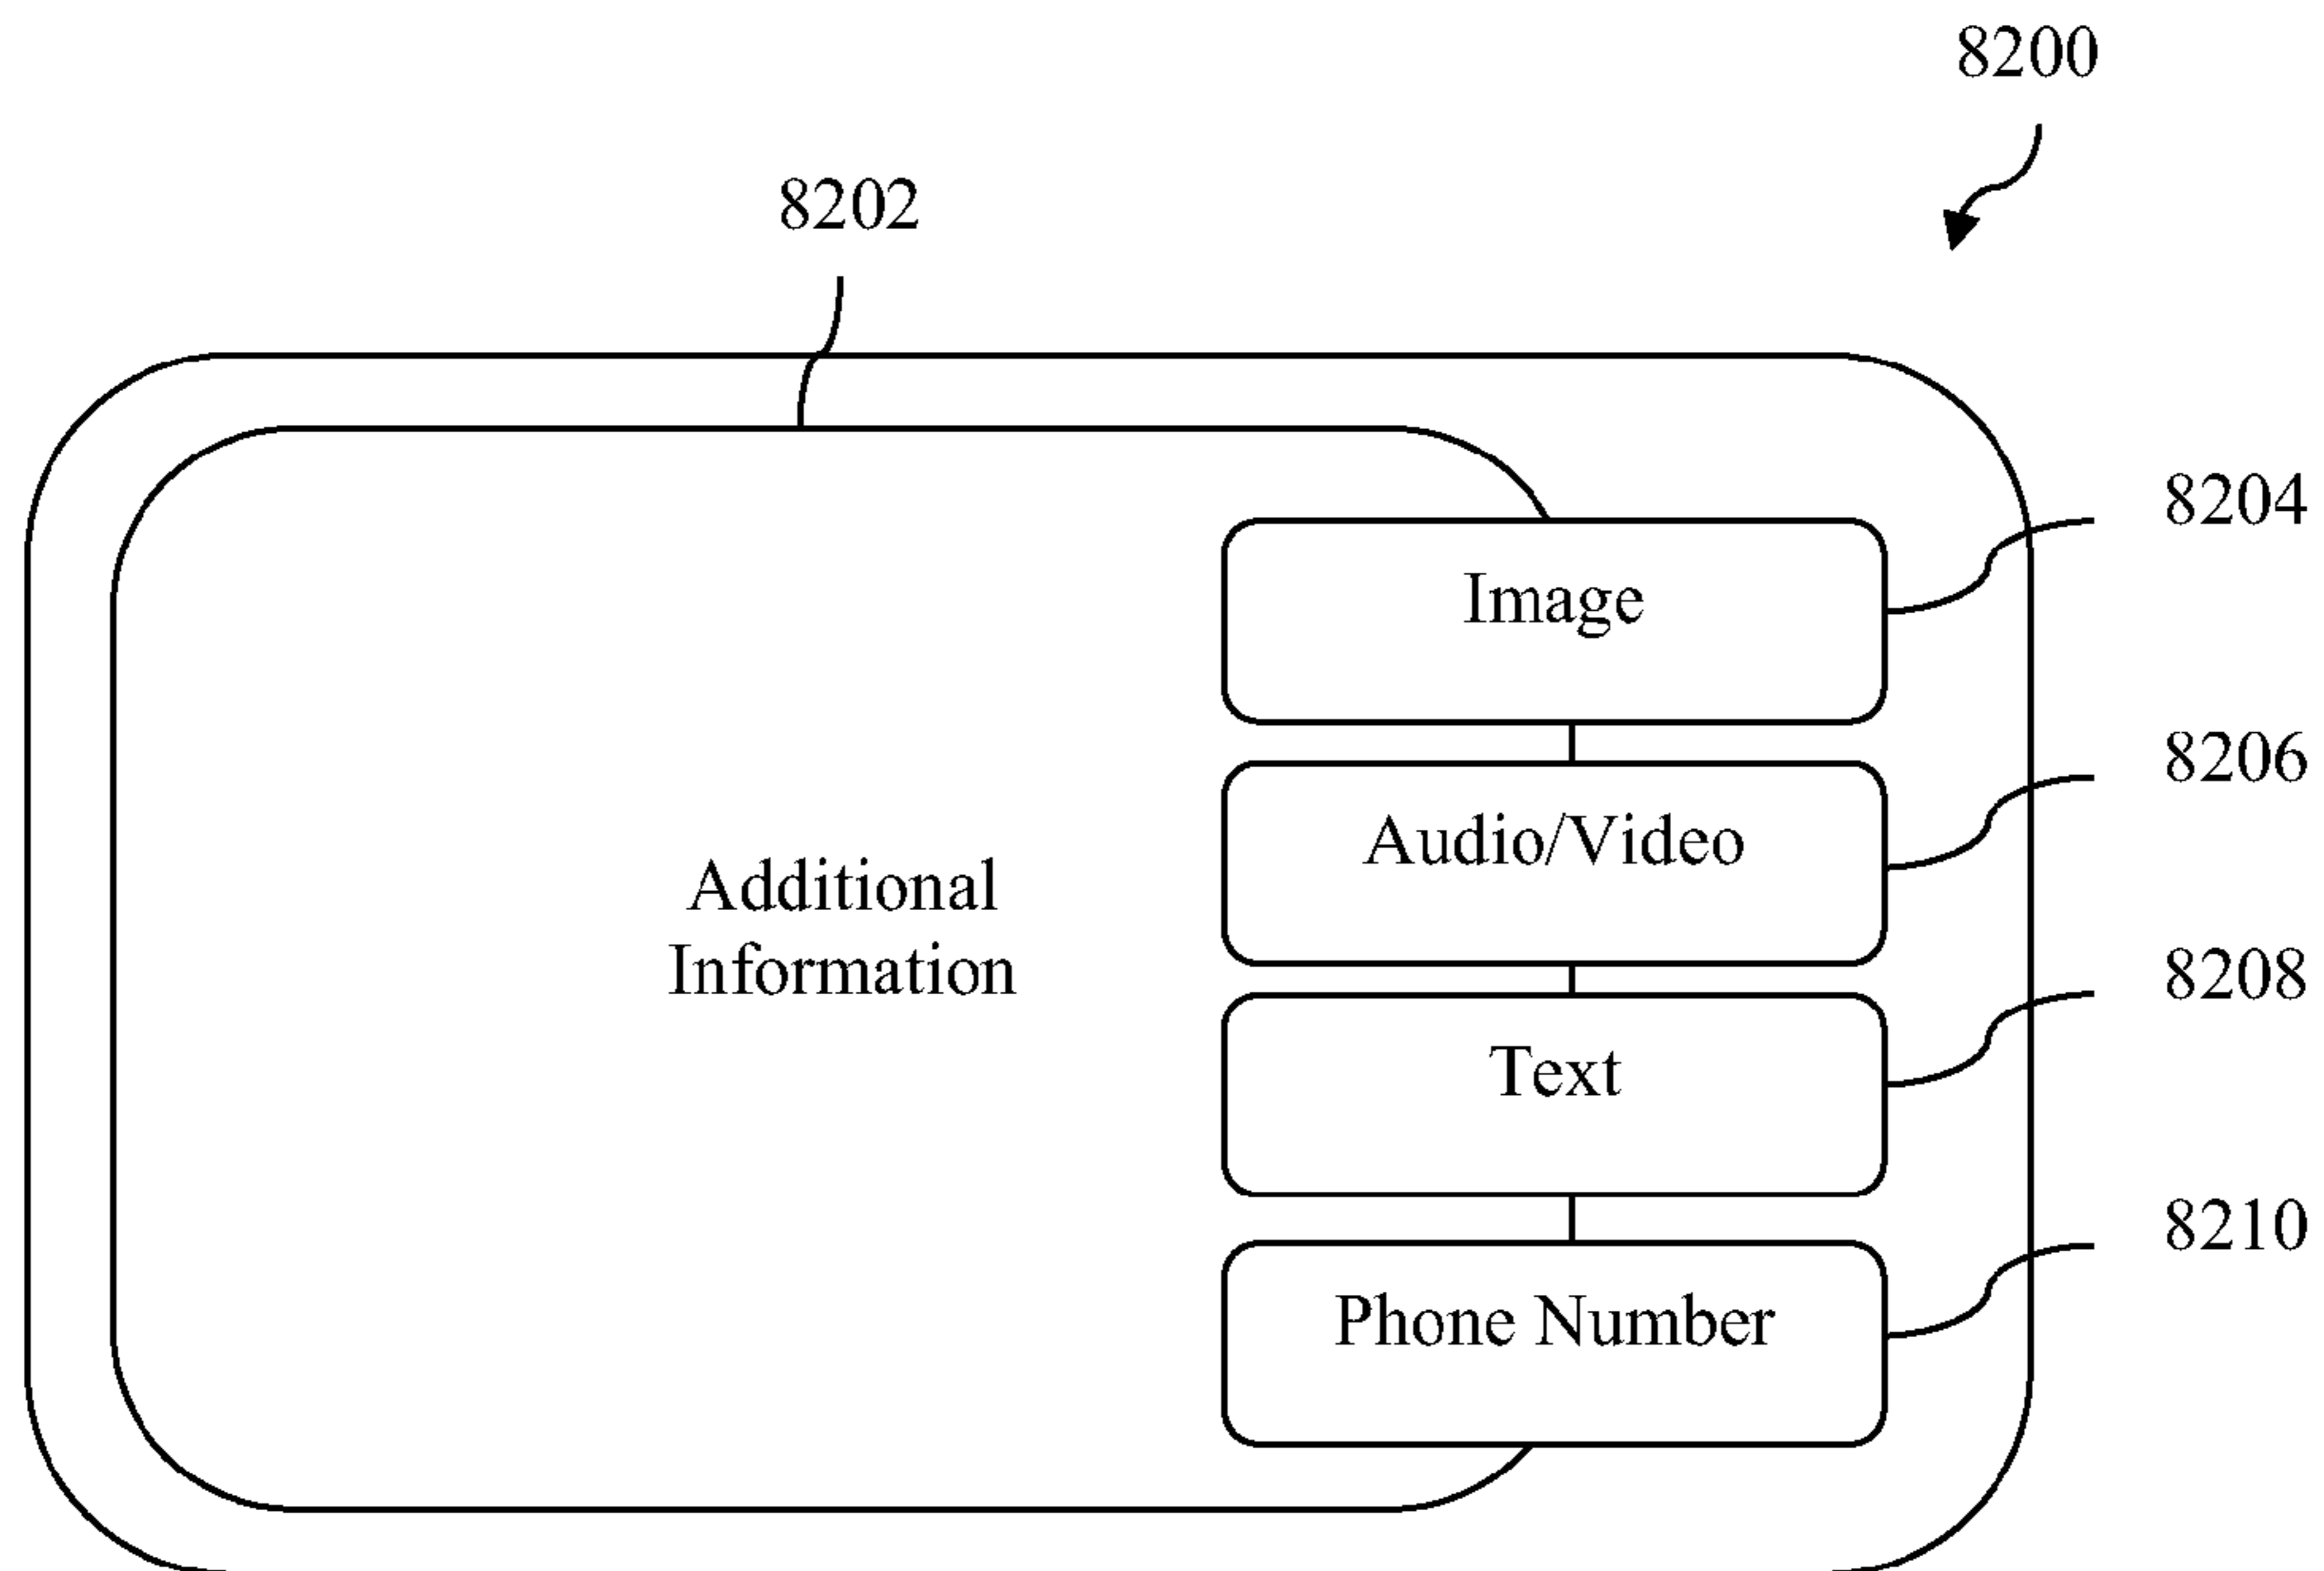 8200
8202
8204
Image
8206
Audio/Video
Additional
Information
8208
Text
8210
Phone Number